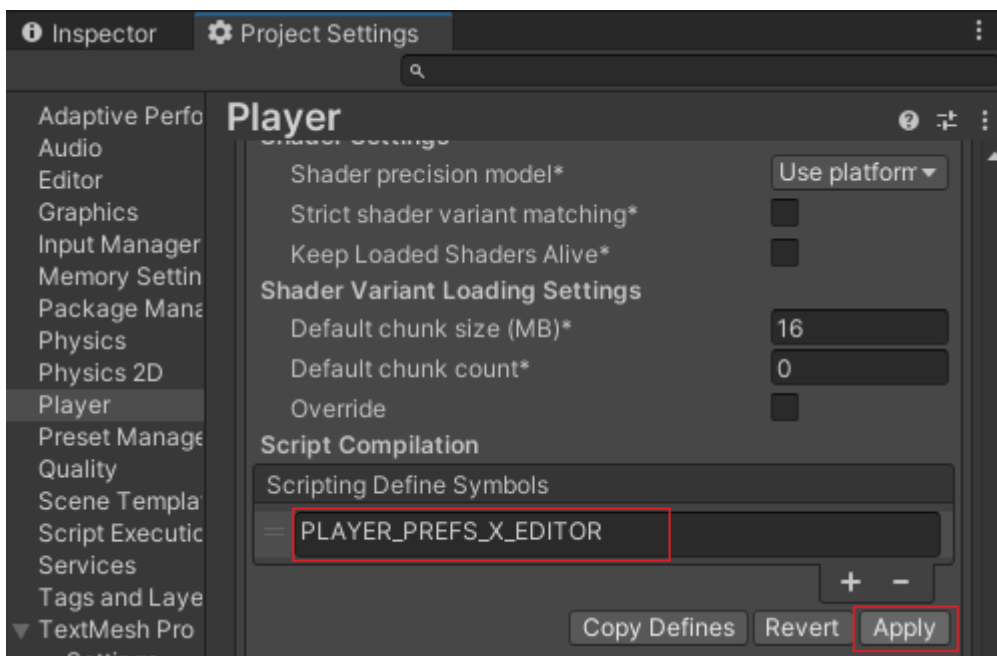 Inspector
Project Settings
Adaptive Perfo
Audio
Editor
Graphics
Input Manager
Memory Settin
Package Mana
Physics
Physics 2D
Player
Preset Manage
Quality
Scene Templa
Script Executic
Services
Tags and Laye
TextMesh Pro
Player
Shader Settings
Shader precision model*
Use platform
Strict shader variant matching*
Keep Loaded Shaders Alive*
Shader Variant Loading Settings
Default chunk size (MB)*
16
Default chunk count*
0
Override
Script Compilation
Scripting Define Symbols
PLAYER_PREFS_X_EDITOR
+ −
Copy Defines
Revert
Apply